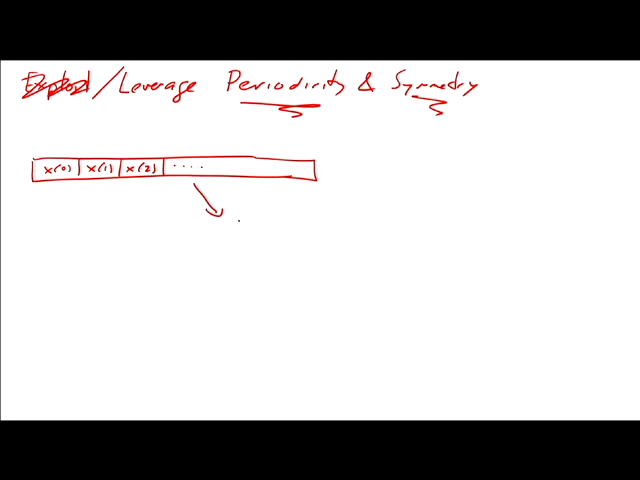 /Leverage Periodicity & Symmetry
x(0) x(1) x(2) ....